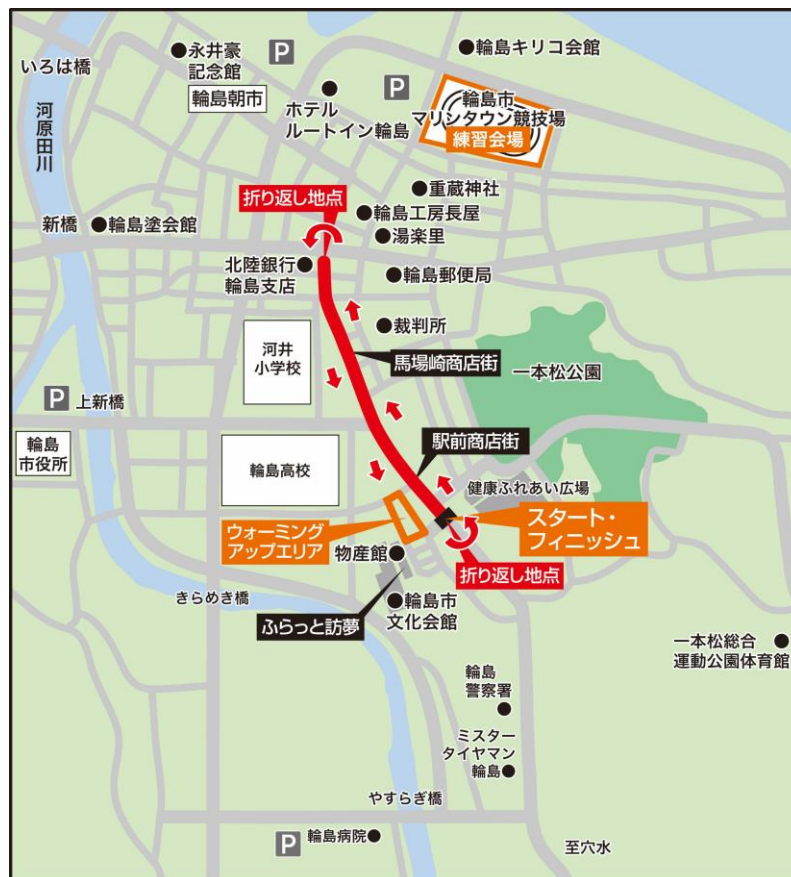 永井豪
記念館
P
輪島キリコ会館
いろは橋
輪島朝市
ホテル
ルートイン輪島
P
輪島市
マリンタウン競技場
練習会場
河原田川
折り返し地点
重蔵神社
輪島工房長屋
湯楽里
新橋
輪島塗会館
北陸銀行
輪島支店
輪島郵便局
裁判所
河井
小学校
馬場崎商店街
一本松公園
P
上新橋
輪島
市役所
輪島高校
駅前商店街
健康ふれあい広場
ウォーミング
アップエリア
スタート・
フィニッシュ
物産館
折り返し地点
きらめき橋
ふらっと訪夢
輪島市
文化会館
一本松総合
運動公園体育館
輪島
警察署
ミスター
タイヤマン
輪島
やすらぎ橋
P
輪島病院
至穴水